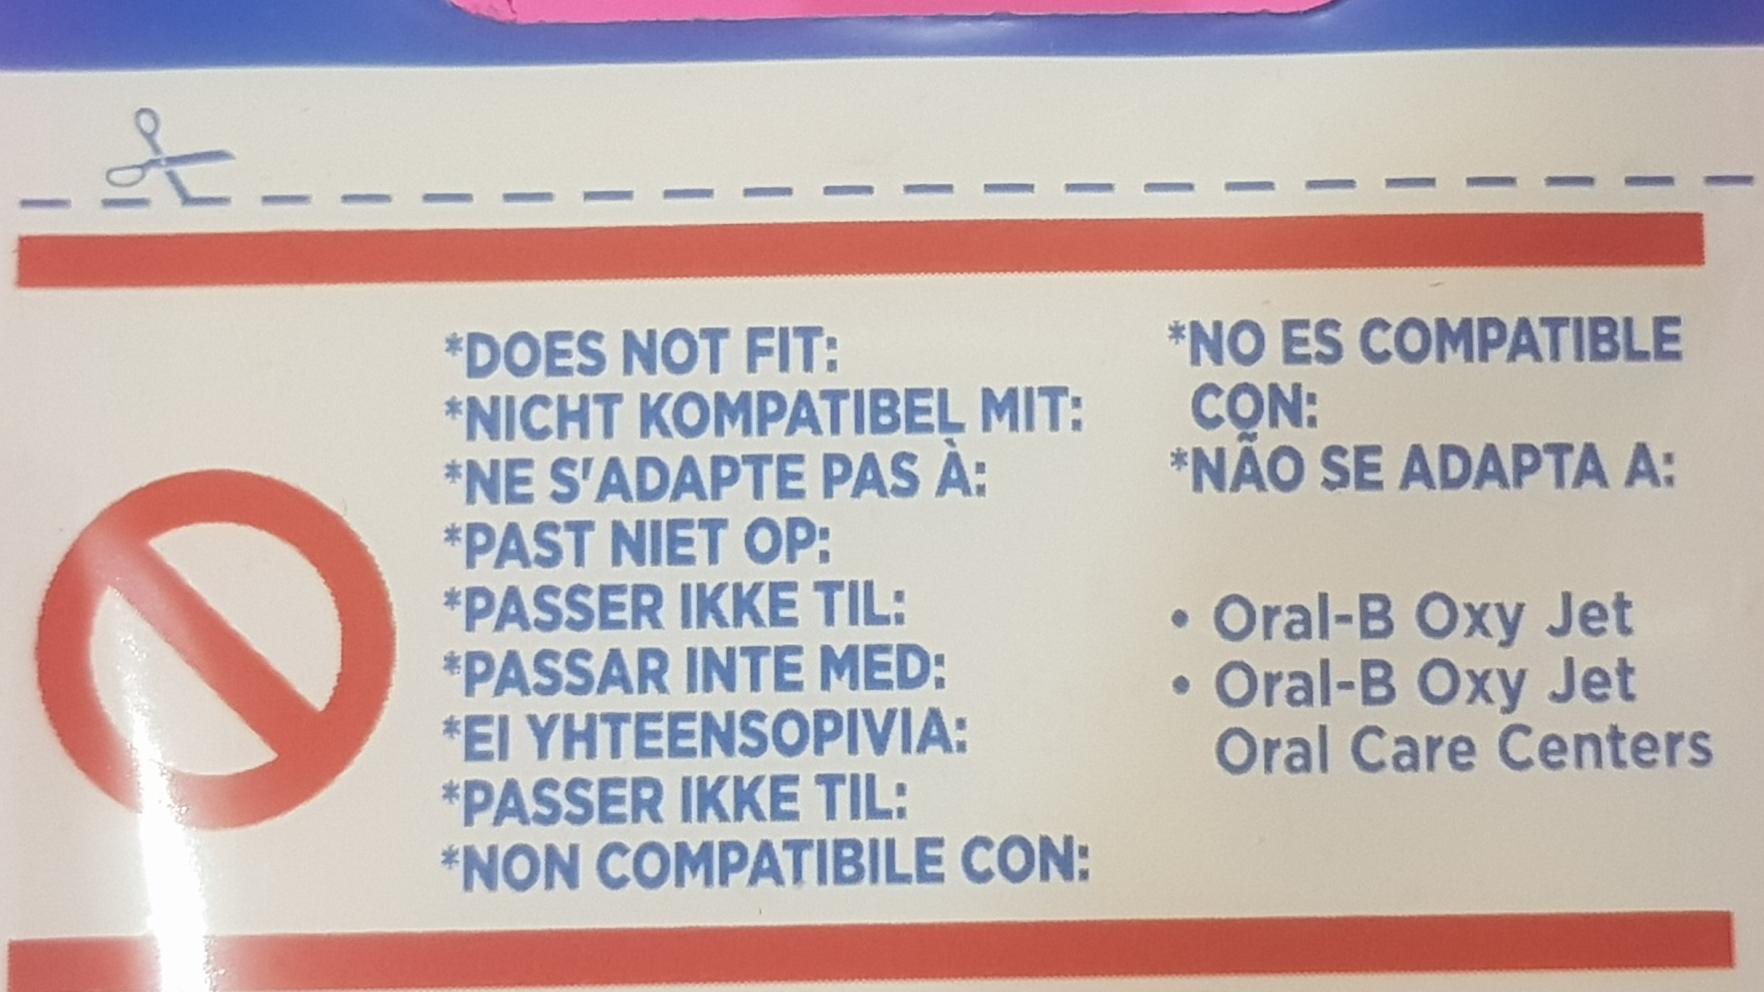 *DOES NOT FIT:
*NICHT KOMPATIBEL MIT:
*NE S'ADAPTE PAS À:
*PAST NIET OP:
*PASSER IKKE TIL:
*PASSAR INTE MED:
*EI YHTEENSOPIVIA:
*PASSER IKKE TIL:
*NON COMPATIBILE CON:
*NO ES COMPATIBLE
CON:
*NÃO SE ADAPTA A:
• Oral-B Oxy Jet
• Oral-B Oxy Jet
Oral Care Centers